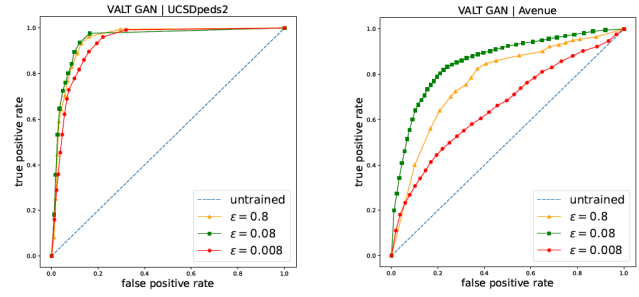 VALT GAN | UCSDpeds2
true positive rate
1.0
0.8
0.6
0.4
0.2
0.0
0.0 0.2 0.4 0.6 0.8 1.0
false positive rate
untrained
ε = 0.8
ε = 0.08
ε = 0.008
VALT GAN | Avenue
true positive rate
1.0
0.8
0.6
0.4
0.2
0.0
0.0 0.2 0.4 0.6 0.8 1.0
false positive rate
untrained
ε = 0.8
ε = 0.08
ε = 0.008